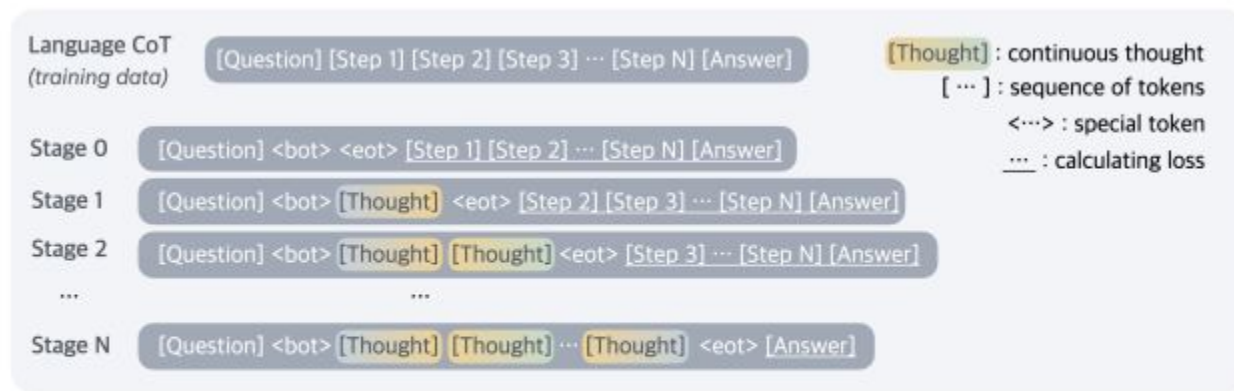 Language CoT
(training data)
[Question] [Step 1] [Step 2] [Step 3] ··· [Step N] [Answer]
[Thought] : continuous thought
[ ··· ] : sequence of tokens
<···> : special token
... : calculating loss
Stage 0 [Question] <bot> <eot> [Step 1] [Step 2] ··· [Step N] [Answer]
Stage 1 [Question] <bot> [Thought] <eot> [Step 2] [Step 3] ··· [Step N] [Answer]
Stage 2 [Question] <bot> [Thought] [Thought] <eot> [Step 3] ··· [Step N] [Answer]
... ...
Stage N [Question] <bot> [Thought] [Thought] ··· [Thought] <eot> [Answer]